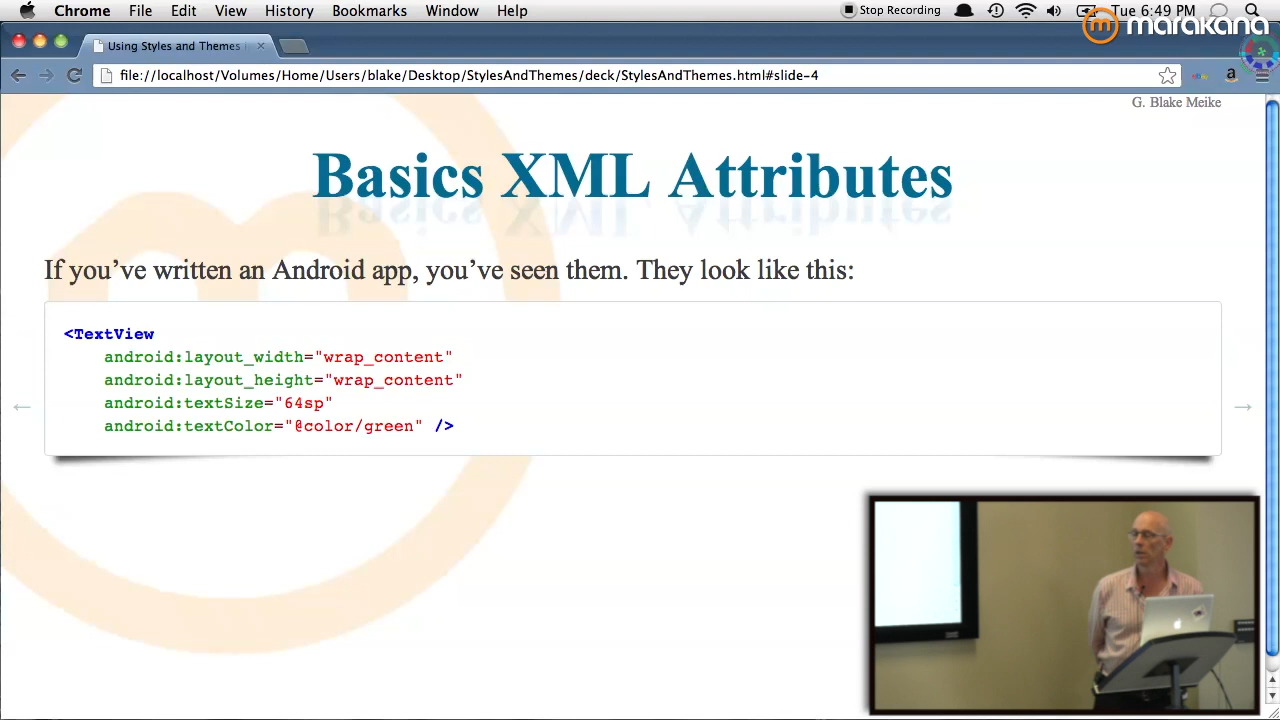 Chrome File Edit View History Bookmarks Window Help Stop Recording Tue 6:49 PM
marakana
Using Styles and Themes
file://localhost/Volumes/Home/Users/blake/Desktop/StylesAndThemes/deck/StylesAndThemes.html#slide-4
G. Blake Meike
Basics XML Attributes
If you’ve written an Android app, you’ve seen them. They look like this:
<TextView
android:layout_width="wrap_content"
android:layout_height="wrap_content"
android:textSize="64sp"
android:textColor="@color/green" />